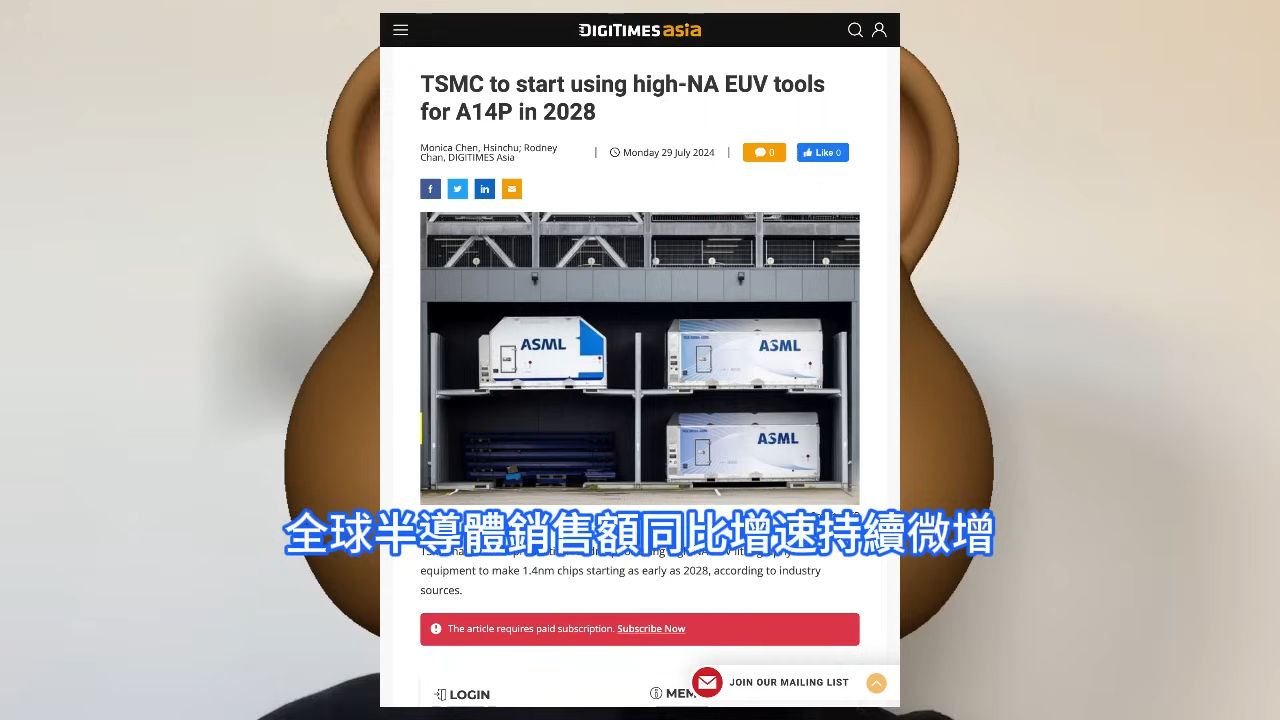 DIGITIMES asia
TSMC to start using high-NA EUV tools
for A14P in 2028
Monica Chen, Hsinchu; Rodney
Chan, DIGITIMES Asia
| Monday 29 July 2024 |
0
Like 0
ASML
ASML
ASML
全球半導體銷售額同比增速持續微增
equipment to make 1.4nm chips starting as early as 2028, according to industry
sources.
The article requires paid subscription. Subscribe Now
JOIN OUR MAILING LIST
LOGIN